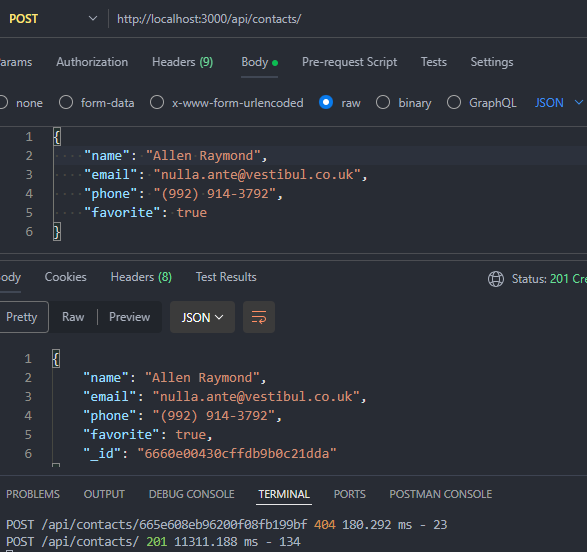 POST http://localhost:3000/api/contacts/
arams Authorization Headers (9) Body Pre-request Script Tests Settings
none form-data x-www-form-urlencoded raw binary GraphQL JSON
1 {
2 "name": "Allen Raymond",
3 "email": "nulla.ante@vestibul.co.uk",
4 "phone": "(992) 914-3792",
5 "favorite": true
6 }
ody Cookies Headers (8) Test Results Status: 201 Cre
Pretty Raw Preview JSON
1 {
2 "name": "Allen Raymond",
3 "email": "nulla.ante@vestibul.co.uk",
4 "phone": "(992) 914-3792",
5 "favorite": true,
6 "_id": "6660e00430cffdb9b0c21dda"
PROBLEMS OUTPUT DEBUG CONSOLE TERMINAL PORTS POSTMAN CONSOLE
POST /api/contacts/665e608eb96200f08fb199bf 404 180.292 ms - 23
POST /api/contacts/ 201 11311.188 ms - 134